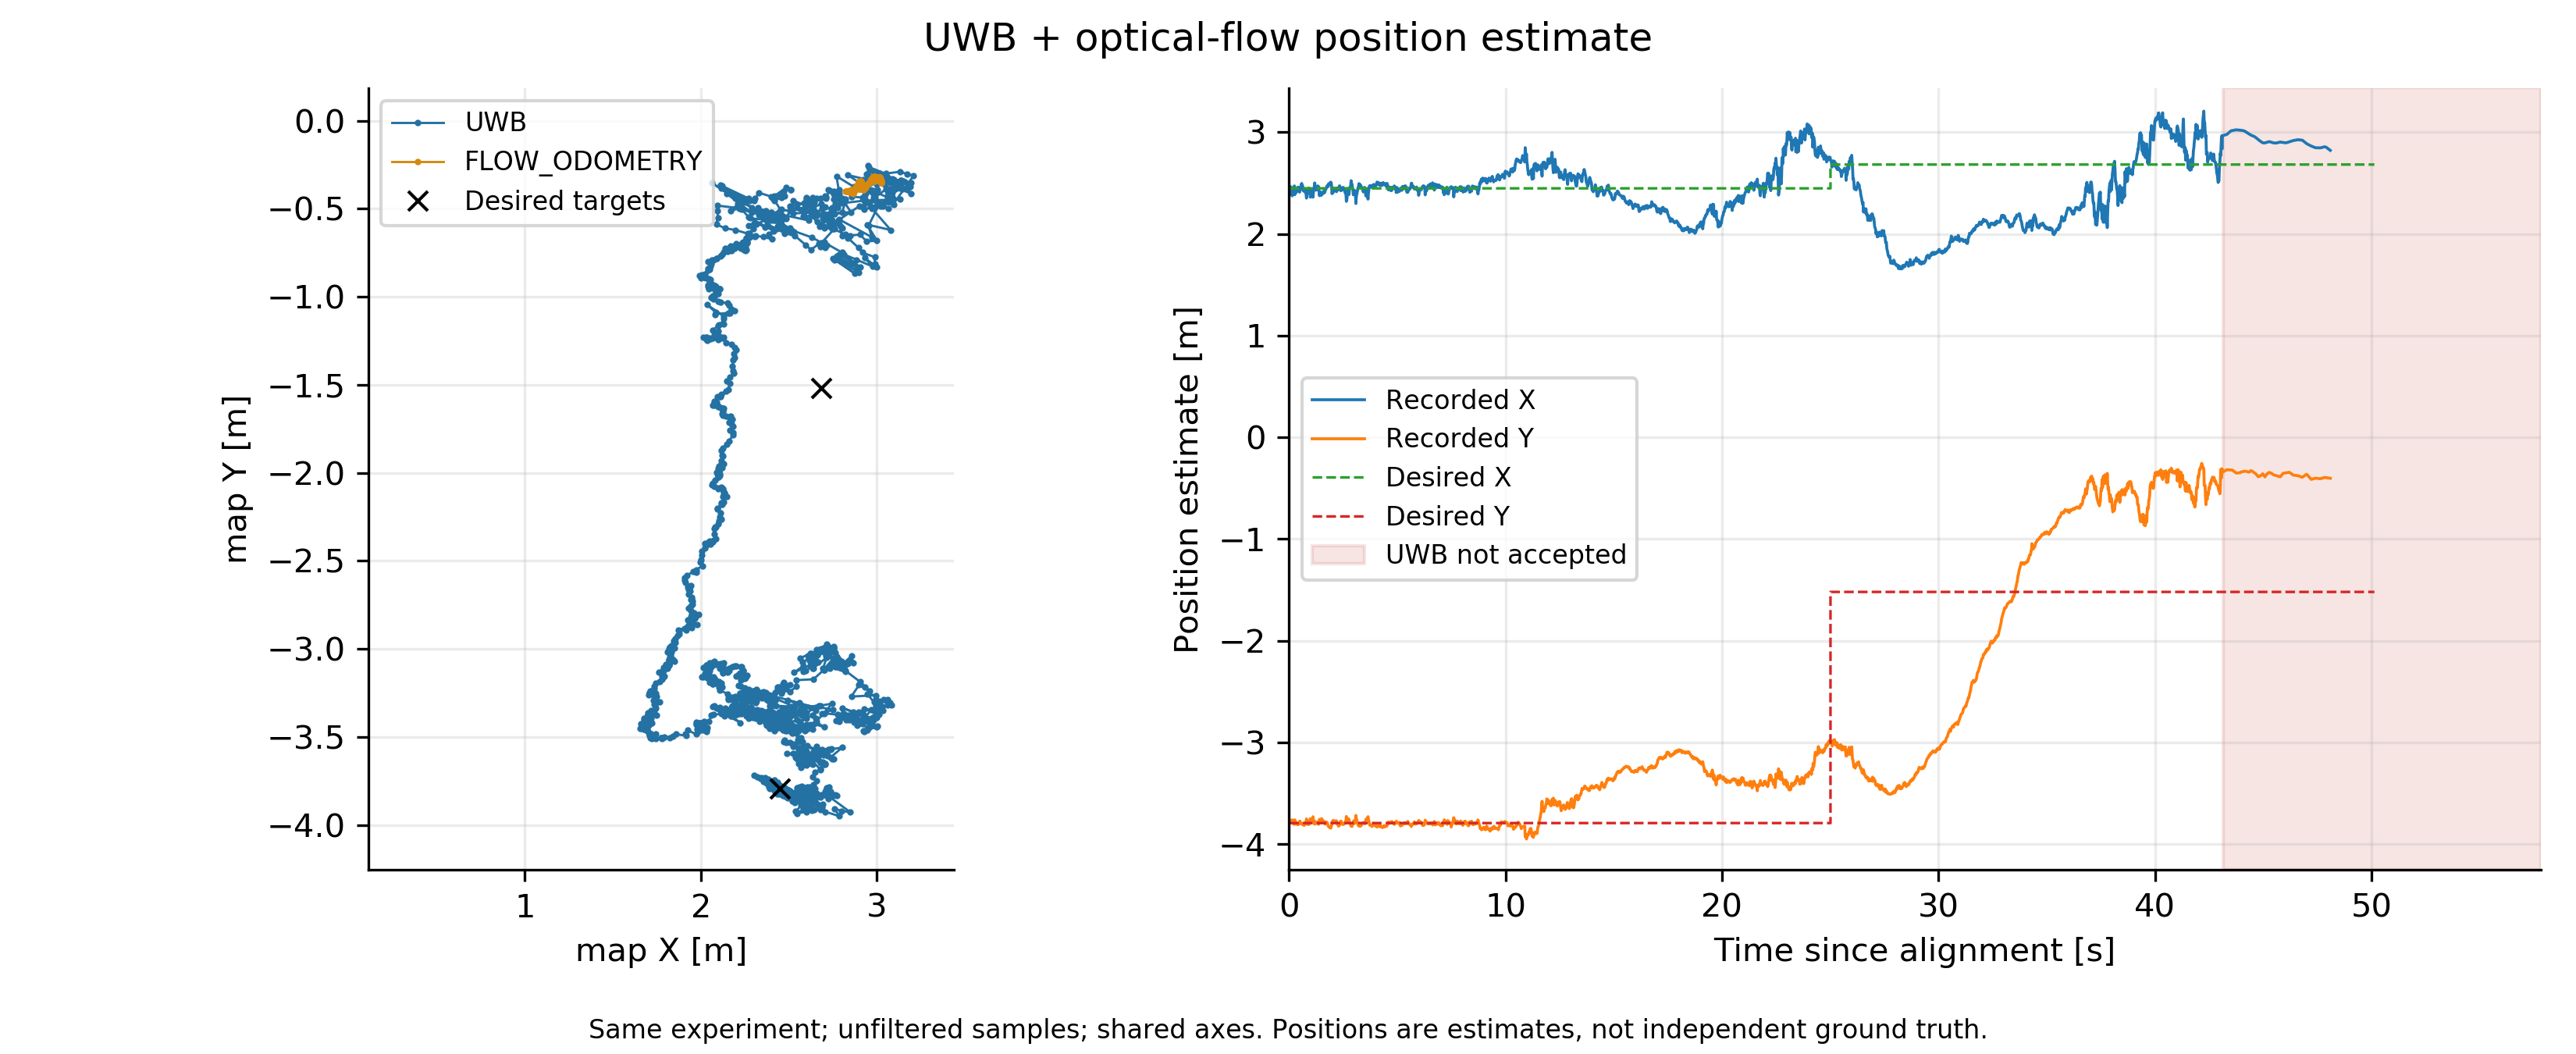 UWB + optical-flow position estimate
UWB
FLOW_ODOMETRY
Desired targets
0.0
−0.5
−1.0
−1.5
−2.0
−2.5
−3.0
−3.5
−4.0
map Y [m]
1 2 3
map X [m]
3
2
1
0
−1
−2
−3
−4
Position estimate [m]
Recorded X
Recorded Y
Desired X
Desired Y
UWB not accepted
0 10 20 30 40 50
Time since alignment [s]
Same experiment; unfiltered samples; shared axes. Positions are estimates, not independent ground truth.